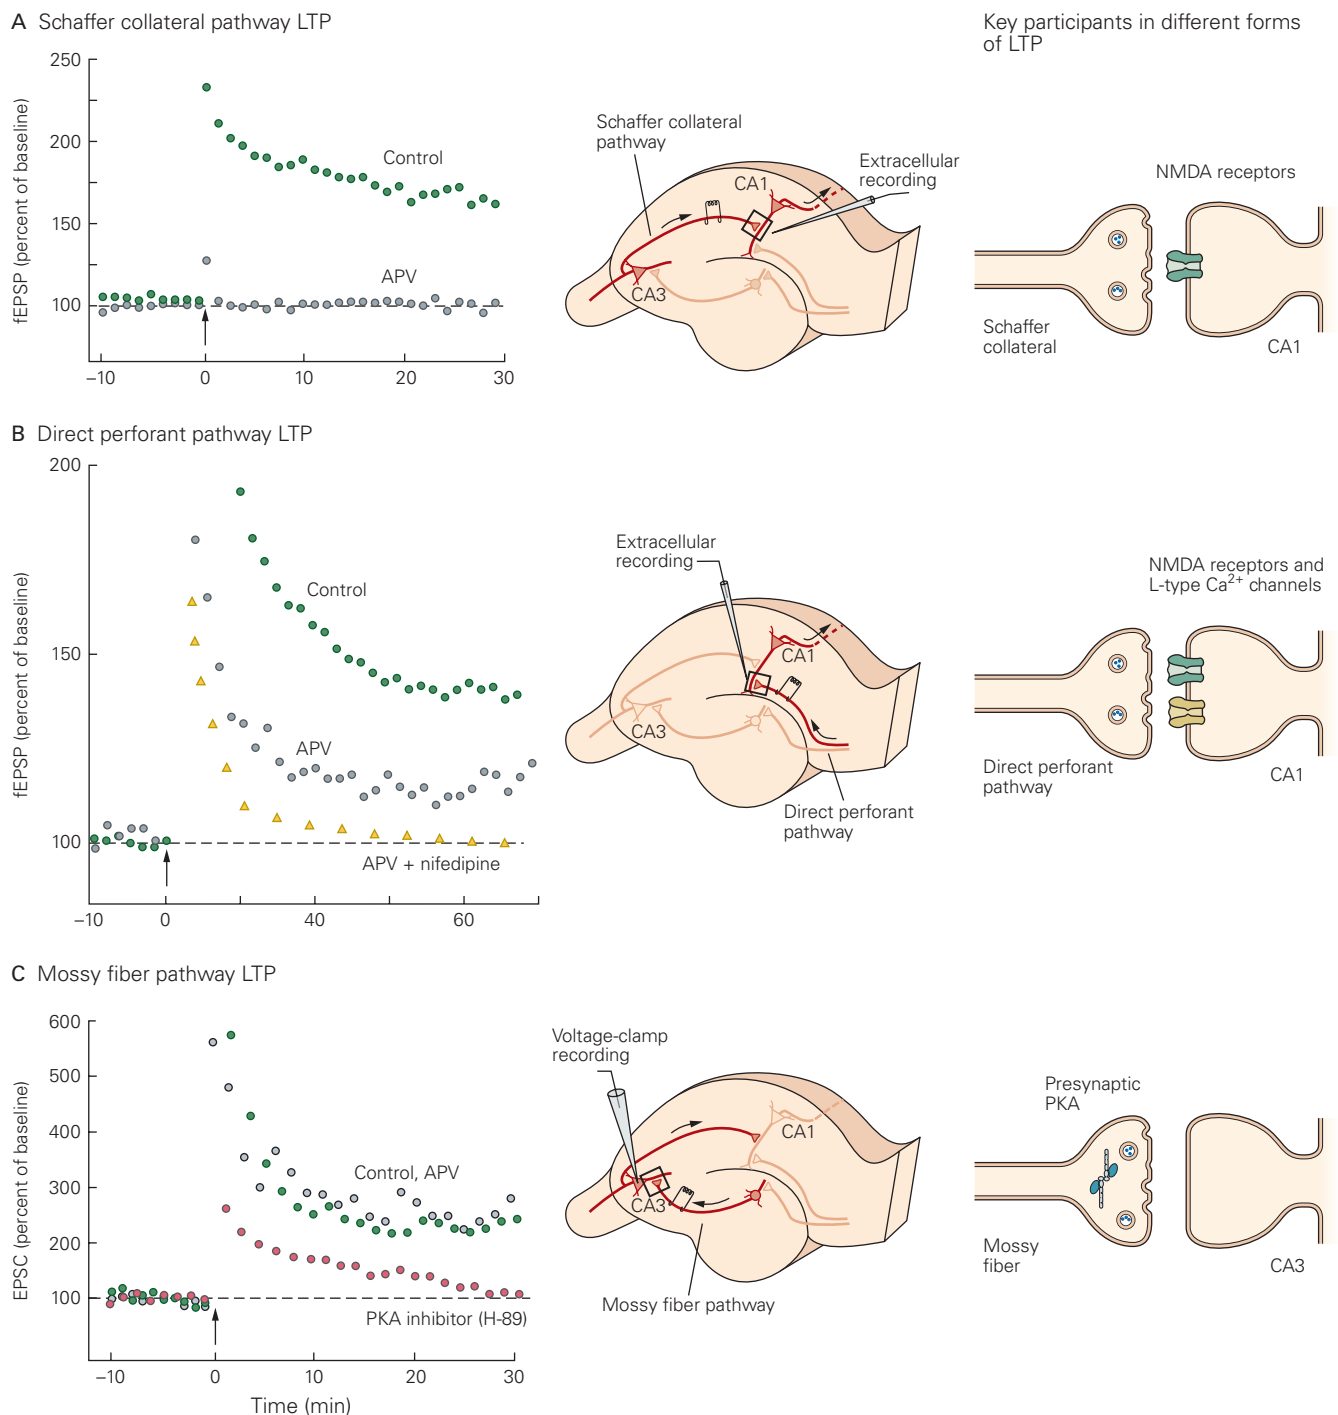 A Schaffer collateral pathway LTP
Key participants in different forms
of LTP
250
200
150
100
fEPSP (percent of baseline)
Control
APV
–10
0
10
20
30
Schaffer collateral
pathway
CA1
Extracellular
recording
CA3
NMDA receptors
Schaffer
collateral
CA1
B Direct perforant pathway LTP
200
150
100
fEPSP (percent of baseline)
Control
APV
APV + nifedipine
–10
0
40
60
Extracellular
recording
CA1
CA3
Direct perforant
pathway
NMDA receptors and
L-type Ca²⁺ channels
Direct perforant
pathway
CA1
C Mossy fiber pathway LTP
600
500
400
300
200
100
EPSC (percent of baseline)
Control, APV
PKA inhibitor (H-89)
–10
0
10
20
30
Time (min)
Voltage-clamp
recording
CA1
CA3
Mossy fiber pathway
Presynaptic
PKA
Mossy
fiber
CA3